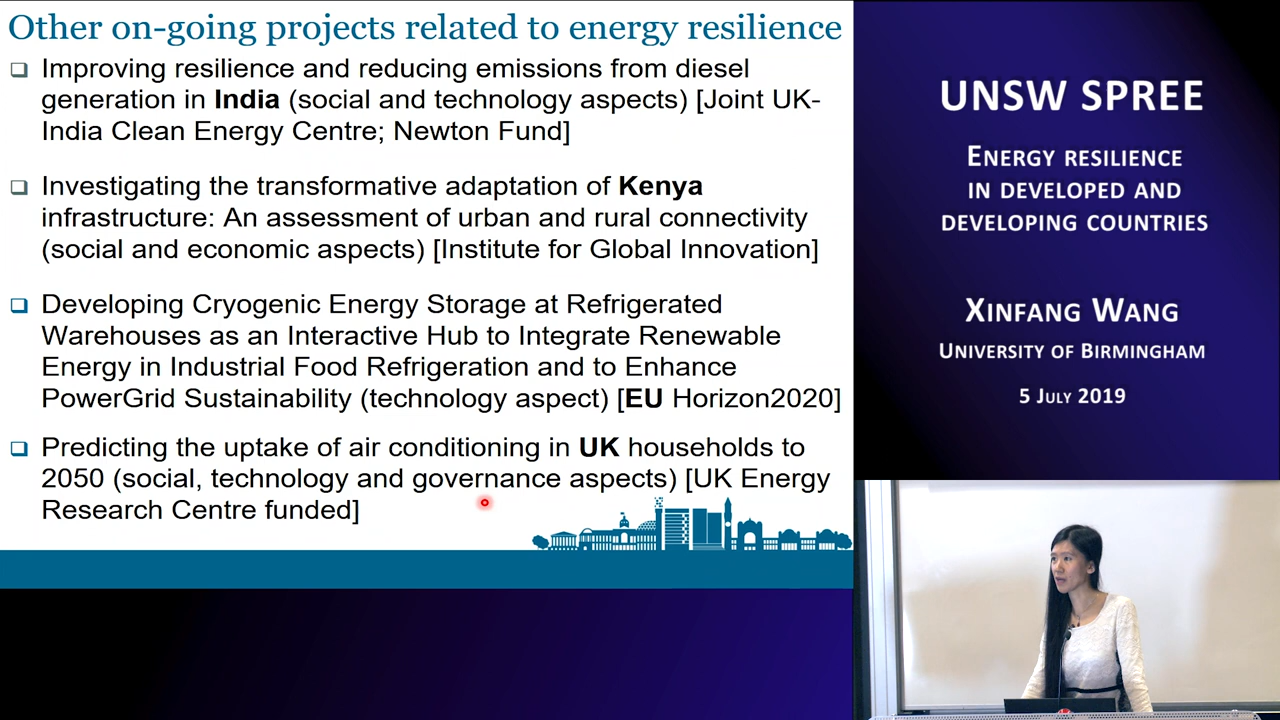 Other on-going projects related to energy resilience
Improving resilience and reducing emissions from diesel
generation in India (social and technology aspects) [Joint UK-
India Clean Energy Centre; Newton Fund]
Investigating the transformative adaptation of Kenya
infrastructure: An assessment of urban and rural connectivity
(social and economic aspects) [Institute for Global Innovation]
Developing Cryogenic Energy Storage at Refrigerated
Warehouses as an Interactive Hub to Integrate Renewable
Energy in Industrial Food Refrigeration and to Enhance
PowerGrid Sustainability (technology aspect) [EU Horizon2020]
Predicting the uptake of air conditioning in UK households to
2050 (social, technology and governance aspects) [UK Energy
Research Centre funded]
UNSW SPREE
ENERGY RESILIENCE
IN DEVELOPED AND
DEVELOPING COUNTRIES
XINFANG WANG
UNIVERSITY OF BIRMINGHAM
5 JULY 2019